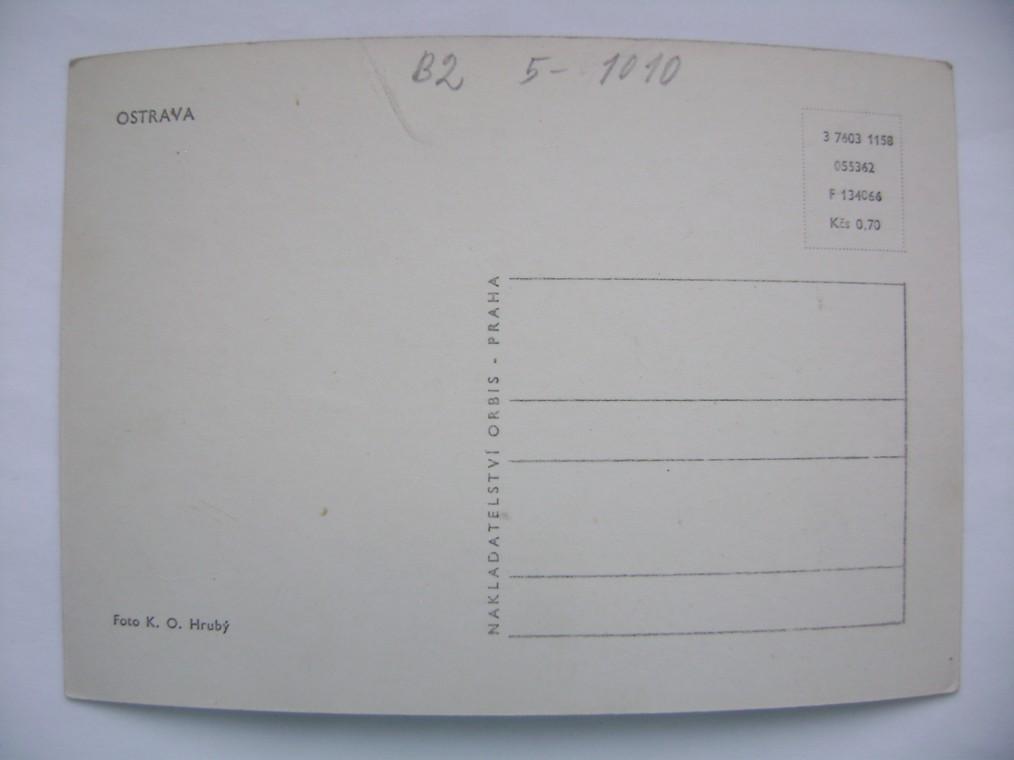 B2 5- 1010
OSTRAVA
3 7603 1158
055362
F 134066
Kčs 0,70
NAKLADATELSTVÍ ORBIS - PRAHA
Foto K. O. Hrubý